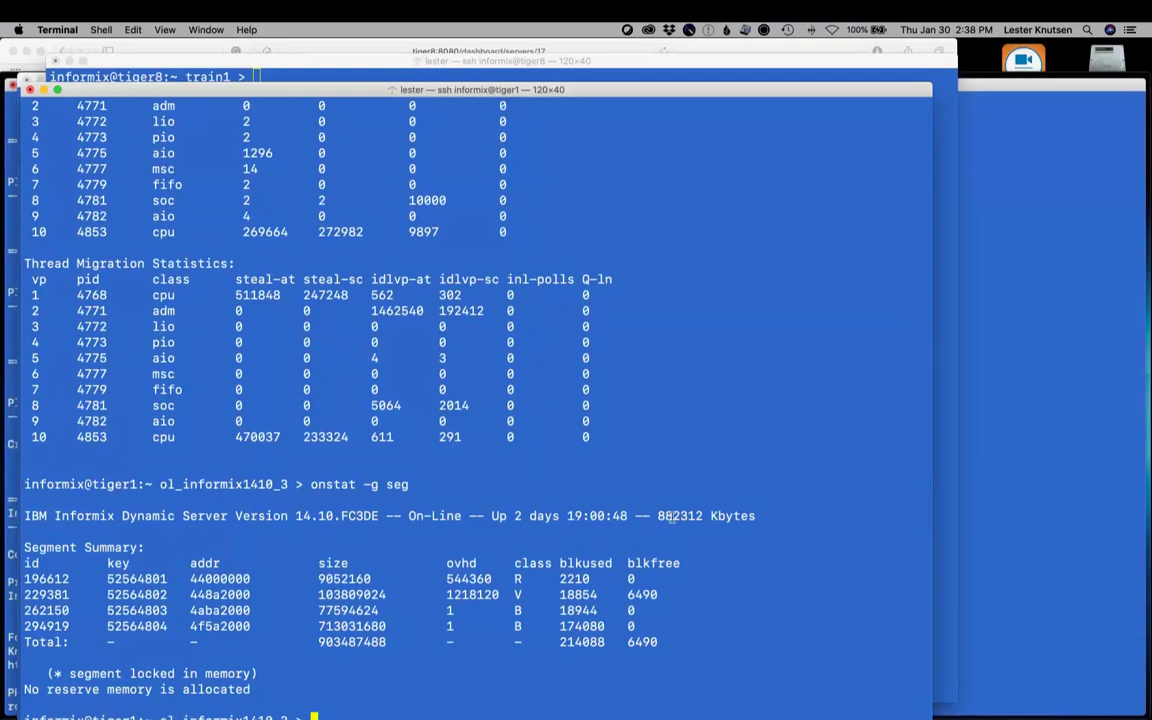 Terminal Shell Edit View Window Help 100% Thu Jan 30 2:38 PM Lester Knutsen
tiger8:8080/dashboard/servers/17
lester — ssh informix@tiger8 — 120×40
informix@tiger8:~ train1 >
lester — ssh informix@tiger1 — 120×40
2 4771 adm 0 0 0 0
3 4772 lio 2 0 0 0
4 4773 pio 2 0 0 0
5 4775 aio 1296 0 0 0
6 4777 msc 14 0 0 0
7 4779 fifo 2 0 0 0
8 4781 soc 2 2 10000 0
9 4782 aio 4 0 0 0
10 4853 cpu 269664 272982 9897 0
Thread Migration Statistics:
vp pid class steal-at steal-sc idlvp-at idlvp-sc inl-polls Q-ln
1 4768 cpu 511848 247248 562 302 0 0
2 4771 adm 0 0 1462540 192412 0 0
3 4772 lio 0 0 0 0 0 0
4 4773 pio 0 0 0 0 0 0
5 4775 aio 0 0 4 3 0 0
6 4777 msc 0 0 0 0 0 0
7 4779 fifo 0 0 0 0 0 0
8 4781 soc 0 0 5064 2014 0 0
9 4782 aio 0 0 0 0 0 0
10 4853 cpu 470037 233324 611 291 0 0
informix@tiger1:~ ol_informix1410_3 > onstat -g seg
IBM Informix Dynamic Server Version 14.10.FC3DE -- On-Line -- Up 2 days 19:00:48 -- 882312 Kbytes
Segment Summary:
id key addr size ovhd class blkused blkfree
196612 52564801 44000000 9052160 544360 R 2210 0
229381 52564802 448a2000 103809024 1218120 V 18854 6490
262150 52564803 4aba2000 77594624 1 B 18944 0
294919 52564804 4f5a2000 713031680 1 B 174080 0
Total: - - 903487488 - - 214088 6490
(* segment locked in memory)
No reserve memory is allocated
informix@tiger1:~ ol_informix1410_3 >